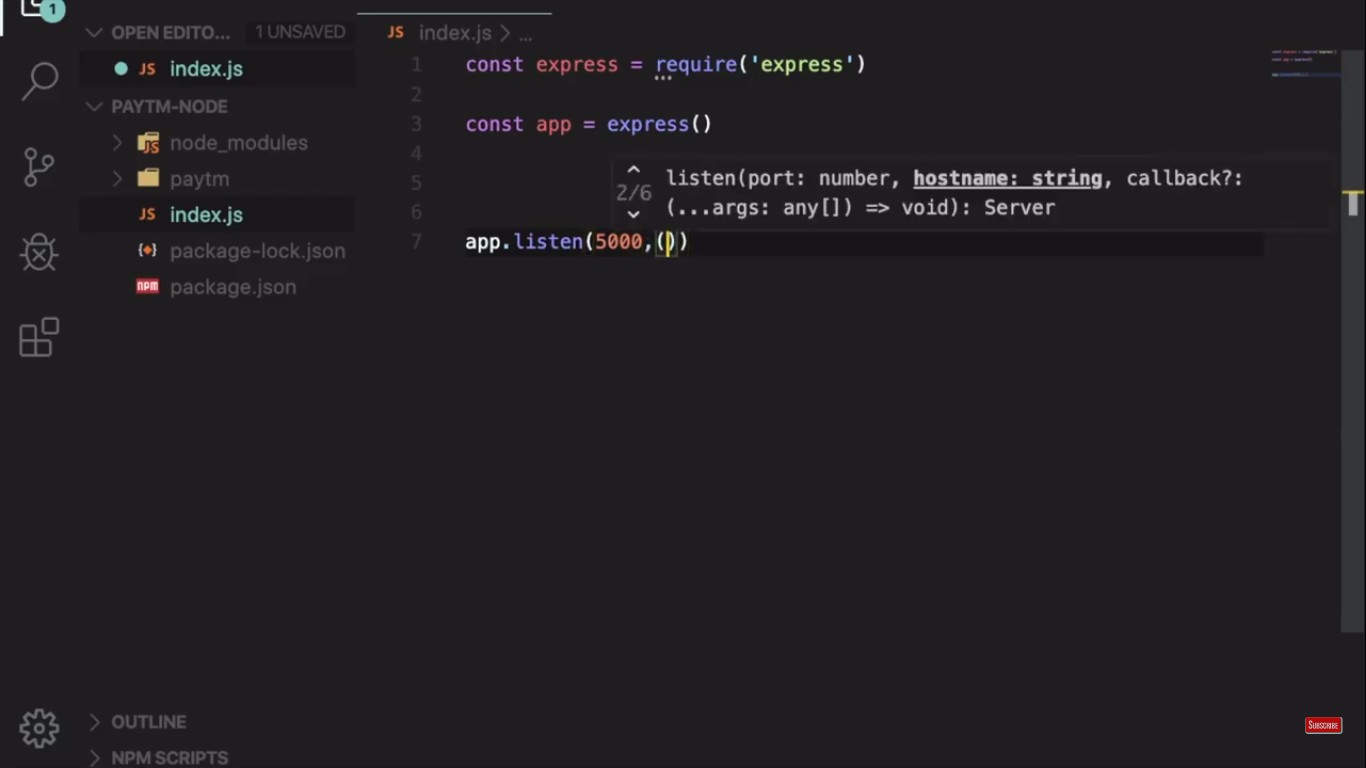 1
OPEN EDITO... 1 UNSAVED
JS index.js
PAYTM-NODE
JS node_modules
paytm
JS index.js
package-lock.json
npm package.json
OUTLINE
NPM SCRIPTS
JS index.js > ...
1 const express = require('express')
2
3 const app = express()
4
5
6
7 app.listen(5000,())
2/6
listen(port: number, hostname: string, callback?:
(...args: any[]) => void): Server
SUBSCRIBE